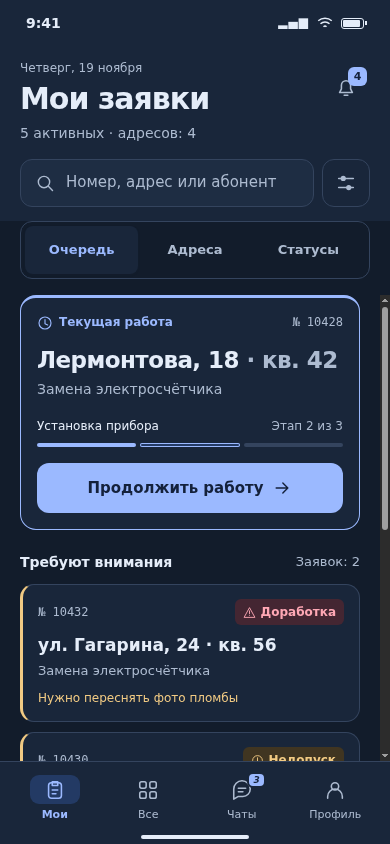 9:41
Четверг, 19 ноября
4
Мои заявки
5 активных · адресов: 4
Номер, адрес или абонент
Очередь Адреса Статусы
Текущая работа № 10428
Лермонтова, 18 · кв. 42
Замена электросчётчика
Установка прибора Этап 2 из 3
Продолжить работу →
Требуют внимания Заявок: 2
№ 10432 Доработка
ул. Гагарина, 24 · кв. 56
Замена электросчётчика
Нужно переснять фото пломбы
№ 10430 Недопуск
3
Мои Все Чаты Профиль